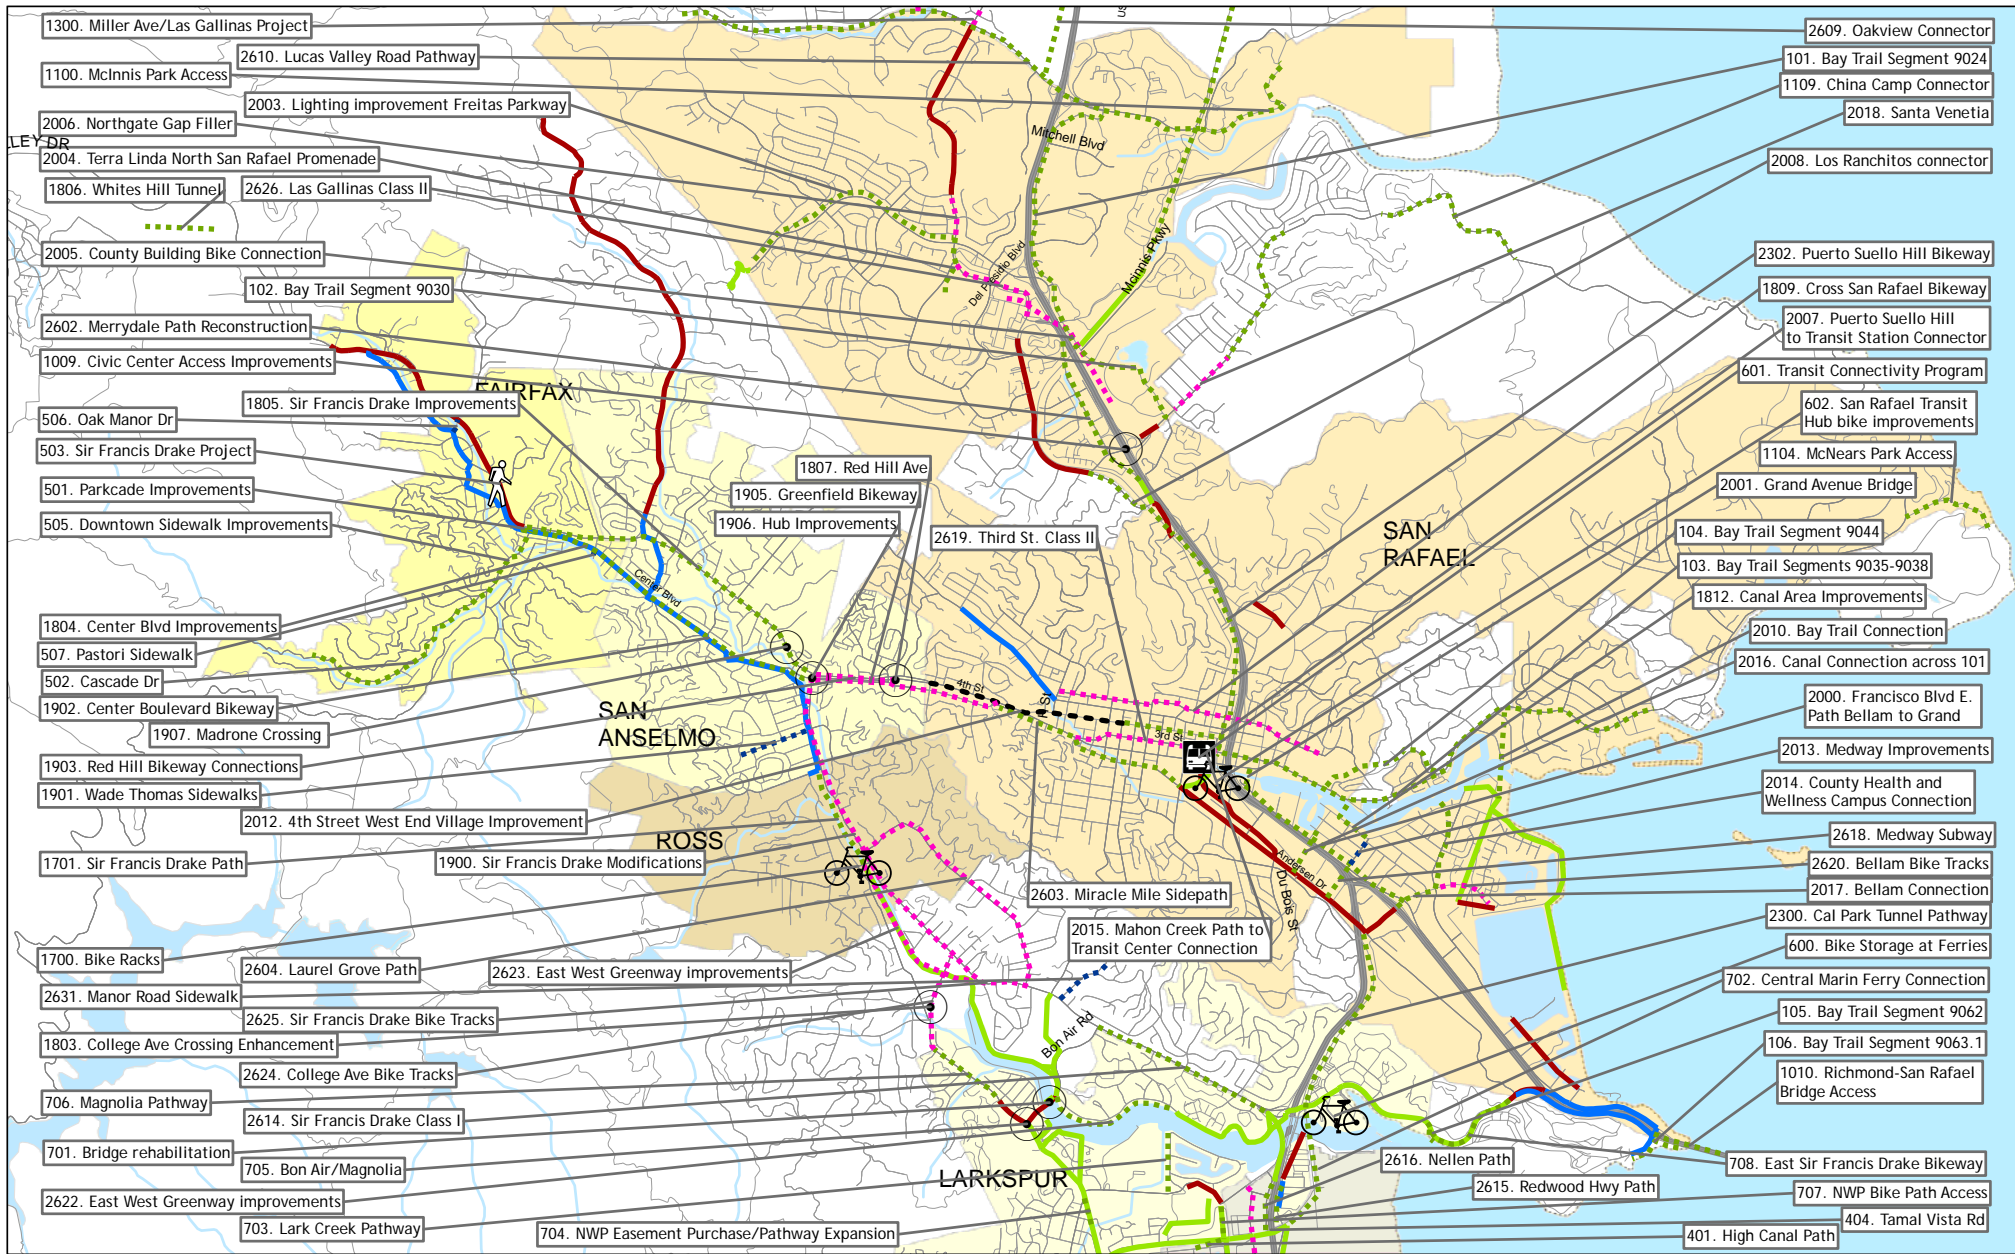 1300. Miller Ave/Las Gallinas Project
2610. Lucas Valley Road Pathway
1100. McInnis Park Access
2003. Lighting improvement Freitas Parkway
2006. Northgate Gap Filler
LLEY DR
2004. Terra Linda North San Rafael Promenade
1806. Whites Hill Tunnel
2626. Las Gallinas Class II
2005. County Building Bike Connection
102. Bay Trail Segment 9030
2602. Merrydale Path Reconstruction
1009. Civic Center Access Improvements
FAIRFAX
1805. Sir Francis Drake Improvements
506. Oak Manor Dr
503. Sir Francis Drake Project
501. Parkcade Improvements
505. Downtown Sidewalk Improvements
1807. Red Hill Ave
1905. Greenfield Bikeway
1906. Hub Improvements
2619. Third St. Class II
Center Blvd
1804. Center Blvd Improvements
507. Pastori Sidewalk
502. Cascade Dr
1902. Center Boulevard Bikeway
1907. Madrone Crossing
1903. Red Hill Bikeway Connections
1901. Wade Thomas Sidewalks
2012. 4th Street West End Village Improvement
SAN
ANSELMO
ROSS
1701. Sir Francis Drake Path
1900. Sir Francis Drake Modifications
2603. Miracle Mile Sidepath
2015. Mahon Creek Path to
Transit Center Connection
1700. Bike Racks
2604. Laurel Grove Path
2623. East West Greenway improvements
2631. Manor Road Sidewalk
2625. Sir Francis Drake Bike Tracks
1803. College Ave Crossing Enhancement
2624. College Ave Bike Tracks
706. Magnolia Pathway
2614. Sir Francis Drake Class I
701. Bridge rehabilitation
705. Bon Air/Magnolia
2622. East West Greenway improvements
703. Lark Creek Pathway
704. NWP Easement Purchase/Pathway Expansion
LARKSPUR
Bon Air Rd
Mitchell Blvd
McInnis Pkwy
Del Presidio Blvd
4th St
3rd St
Andersen Dr
Du Bois St
SAN
RAFAEL
US
2609. Oakview Connector
101. Bay Trail Segment 9024
1109. China Camp Connector
2018. Santa Venetia
2008. Los Ranchitos connector
2302. Puerto Suello Hill Bikeway
1809. Cross San Rafael Bikeway
2007. Puerto Suello Hill
to Transit Station Connector
601. Transit Connectivity Program
602. San Rafael Transit
Hub bike improvements
1104. McNears Park Access
2001. Grand Avenue Bridge
104. Bay Trail Segment 9044
103. Bay Trail Segments 9035-9038
1812. Canal Area Improvements
2010. Bay Trail Connection
2016. Canal Connection across 101
2000. Francisco Blvd E.
Path Bellam to Grand
2013. Medway Improvements
2014. County Health and
Wellness Campus Connection
2618. Medway Subway
2620. Bellam Bike Tracks
2017. Bellam Connection
2300. Cal Park Tunnel Pathway
600. Bike Storage at Ferries
702. Central Marin Ferry Connection
105. Bay Trail Segment 9062
106. Bay Trail Segment 9063.1
1010. Richmond-San Rafael
Bridge Access
2616. Nellen Path
708. East Sir Francis Drake Bikeway
2615. Redwood Hwy Path
707. NWP Bike Path Access
404. Tamal Vista Rd
401. High Canal Path